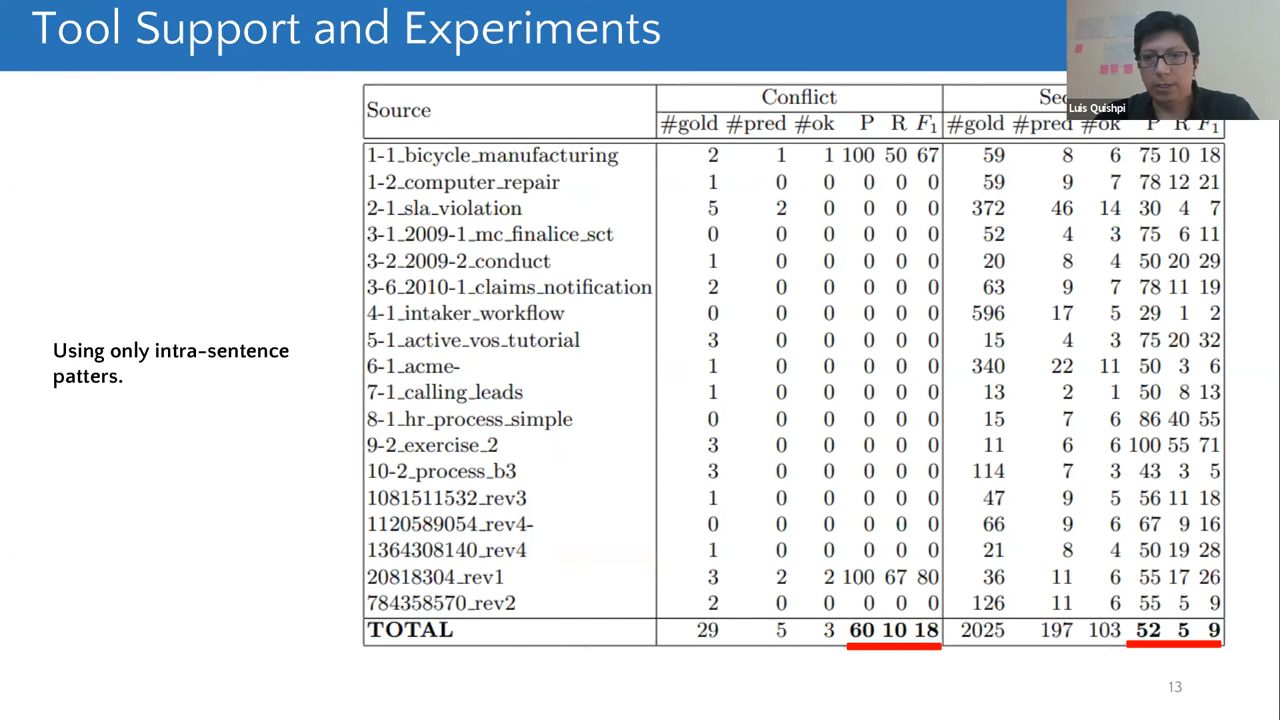 Tool Support and Experiments
Luis Quishpi
Source Conflict Sec
#gold #pred #ok P R F1 #gold #pred #ok P R F1
1-1_bicycle_manufacturing 2 1 1 100 50 67 59 8 6 75 10 18
1-2_computer_repair 1 0 0 0 0 0 59 9 7 78 12 21
2-1_sla_violation 5 2 0 0 0 0 372 46 14 30 4 7
3-1_2009-1_mc_finalice_sct 0 0 0 0 0 0 52 4 3 75 6 11
3-2_2009-2_conduct 1 0 0 0 0 0 20 8 4 50 20 29
3-6_2010-1_claims_notification 2 0 0 0 0 0 63 9 7 78 11 19
4-1_intaker_workflow 0 0 0 0 0 0 596 17 5 29 1 2
5-1_active_vos_tutorial 3 0 0 0 0 0 15 4 3 75 20 32
6-1_acme- 1 0 0 0 0 0 340 22 11 50 3 6
7-1_calling_leads 1 0 0 0 0 0 13 2 1 50 8 13
8-1_hr_process_simple 0 0 0 0 0 0 15 7 6 86 40 55
9-2_exercise_2 3 0 0 0 0 0 11 6 6 100 55 71
10-2_process_b3 3 0 0 0 0 0 114 7 3 43 3 5
1081511532_rev3 1 0 0 0 0 0 47 9 5 56 11 18
1120589054_rev4- 0 0 0 0 0 0 66 9 6 67 9 16
1364308140_rev4 1 0 0 0 0 0 21 8 4 50 19 28
20818304_rev1 3 2 2 100 67 80 36 11 6 55 17 26
784358570_rev2 2 0 0 0 0 0 126 11 6 55 5 9
TOTAL 29 5 3 60 10 18 2025 197 103 52 5 9
Using only intra-sentence
patters.
13